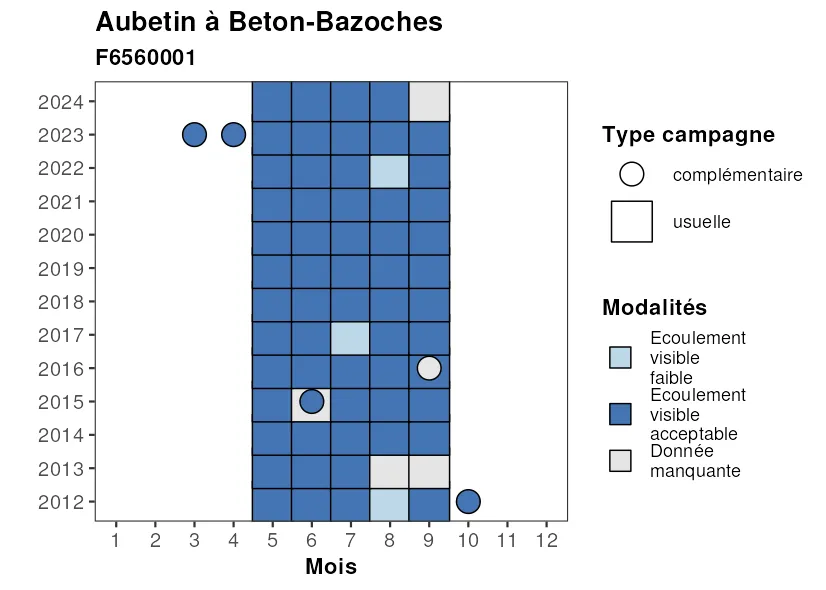 Aubetin à Beton-Bazoches
F6560001
2024
2023
2022
2021
2020
2019
2018
2017
2016
2015
2014
2013
2012
1 2 3 4 5 6 7 8 9 10 11 12
Mois
Type campagne
complémentaire
usuelle
Modalités
Ecoulement
visible
faible
Ecoulement
visible
acceptable
Donnée
manquante